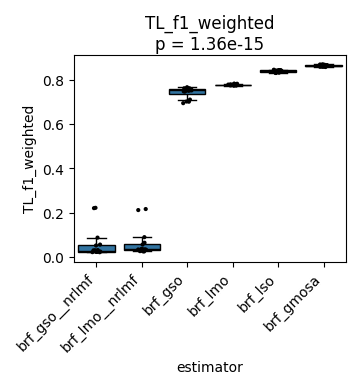 TL_f1_weighted
p = 1.36e-15
TL_f1_weighted
0.8
0.6
0.4
0.2
0.0
brf_gso__nrlmf
brf_lmo__nrlmf
brf_gso
brf_lmo
brf_lso
brf_gmosa
estimator